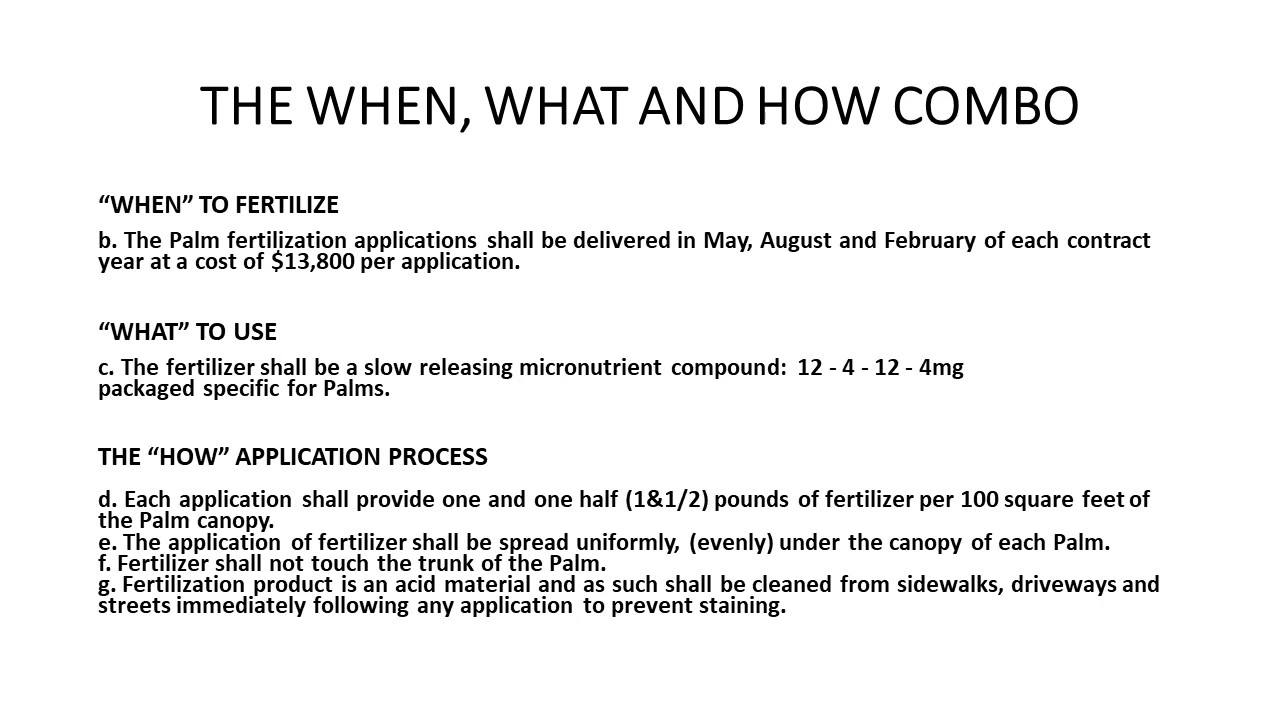 THE WHEN, WHAT AND HOW COMBO
“WHEN” TO FERTILIZE
b. The Palm fertilization applications shall be delivered in May, August and February of each contract
year at a cost of $13,800 per application.
“WHAT” TO USE
c. The fertilizer shall be a slow releasing micronutrient compound: 12 - 4 - 12 - 4mg
packaged specific for Palms.
THE “HOW” APPLICATION PROCESS
d. Each application shall provide one and one half (1&1/2) pounds of fertilizer per 100 square feet of
the Palm canopy.
e. The application of fertilizer shall be spread uniformly, (evenly) under the canopy of each Palm.
f. Fertilizer shall not touch the trunk of the Palm.
g. Fertilization product is an acid material and as such shall be cleaned from sidewalks, driveways and
streets immediately following any application to prevent staining.